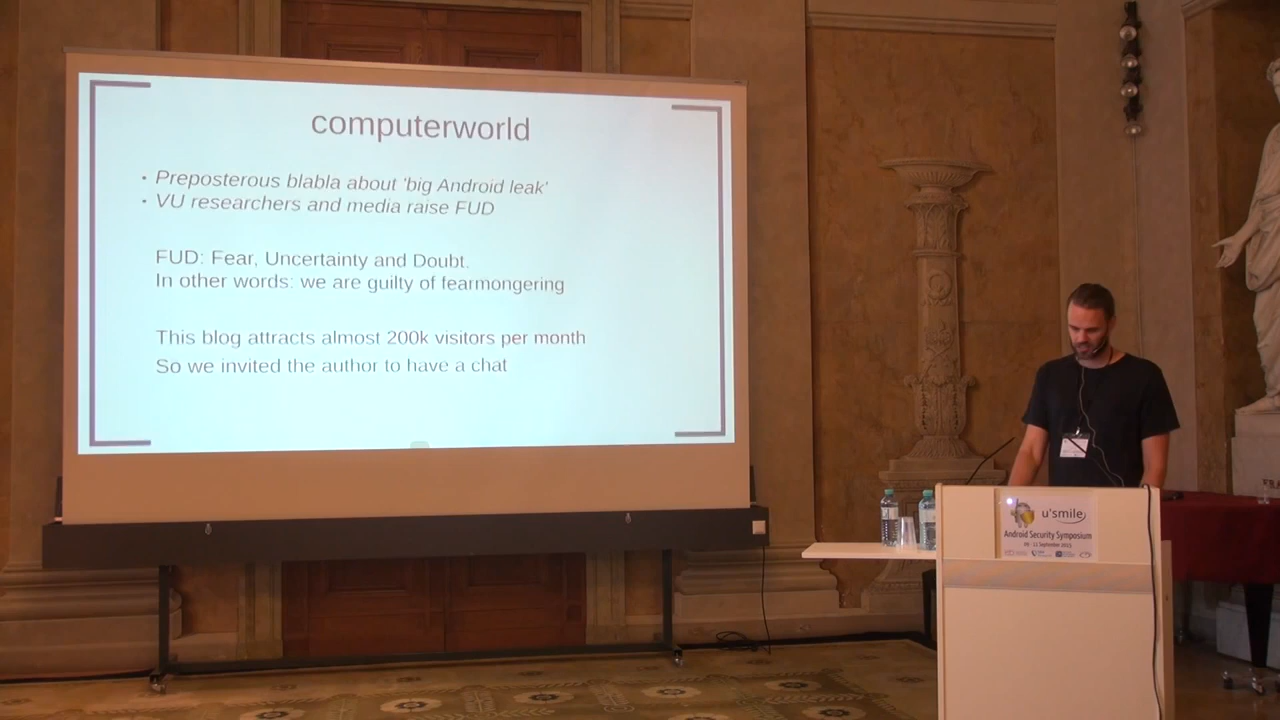 computerworld
• Preposterous blabla about 'big Android leak'
• VU researchers and media raise FUD
FUD: Fear, Uncertainty and Doubt.
In other words: we are guilty of fearmongering
This blog attracts almost 200k visitors per month
So we invited the author to have a chat
u'smile
Android Security Symposium